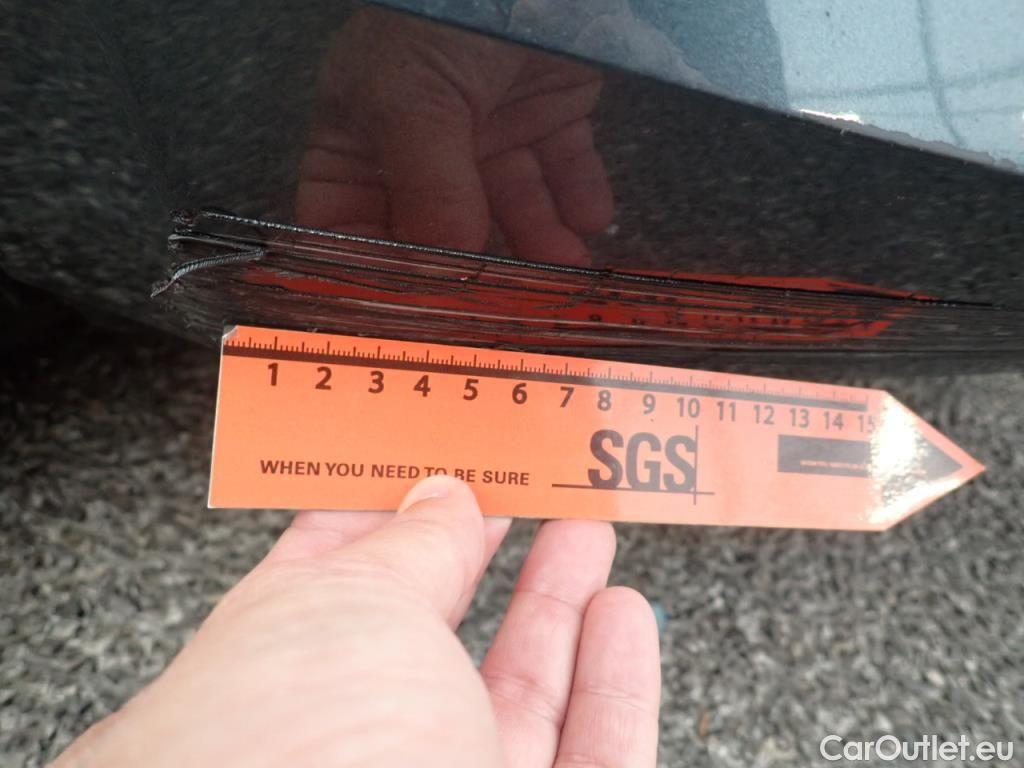 1 2 3 4 5 6 7 8 9 10 11 12 13 14 15
SGS
WHEN YOU NEED TO BE SURE
CarOutlet.eu